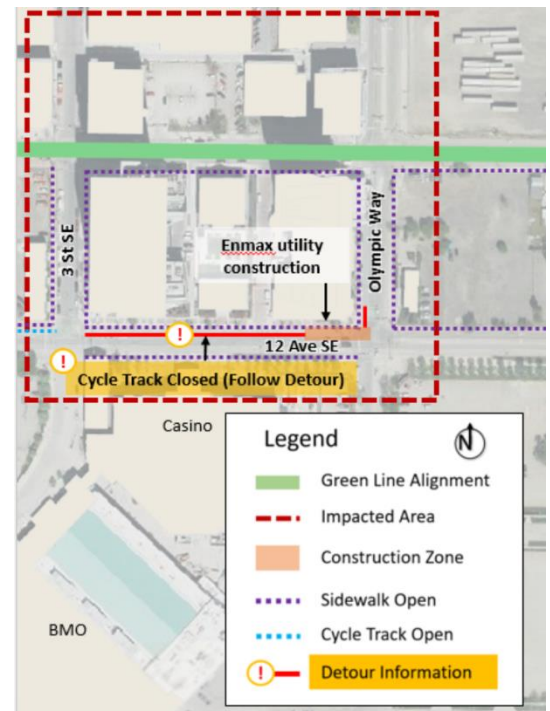 3 St SE
Olympic Way
Enmax utility
construction
!
12 Ave SE
!
Cycle Track Closed (Follow Detour)
Casino
BMO
Legend
N
Green Line Alignment
Impacted Area
Construction Zone
Sidewalk Open
Cycle Track Open
!
Detour Information